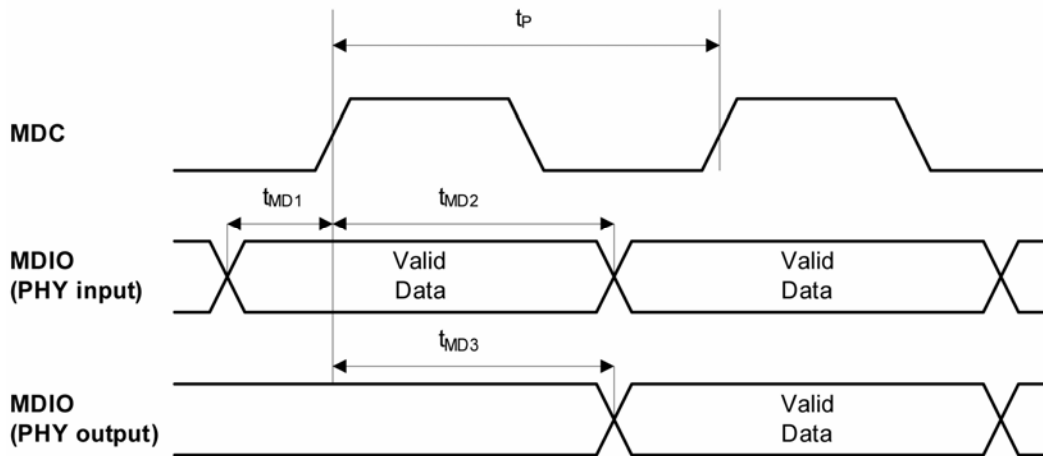 tP
MDC
tMD1
tMD2
MDIO
(PHY input)
Valid
Data
Valid
Data
tMD3
MDIO
(PHY output)
Valid
Data